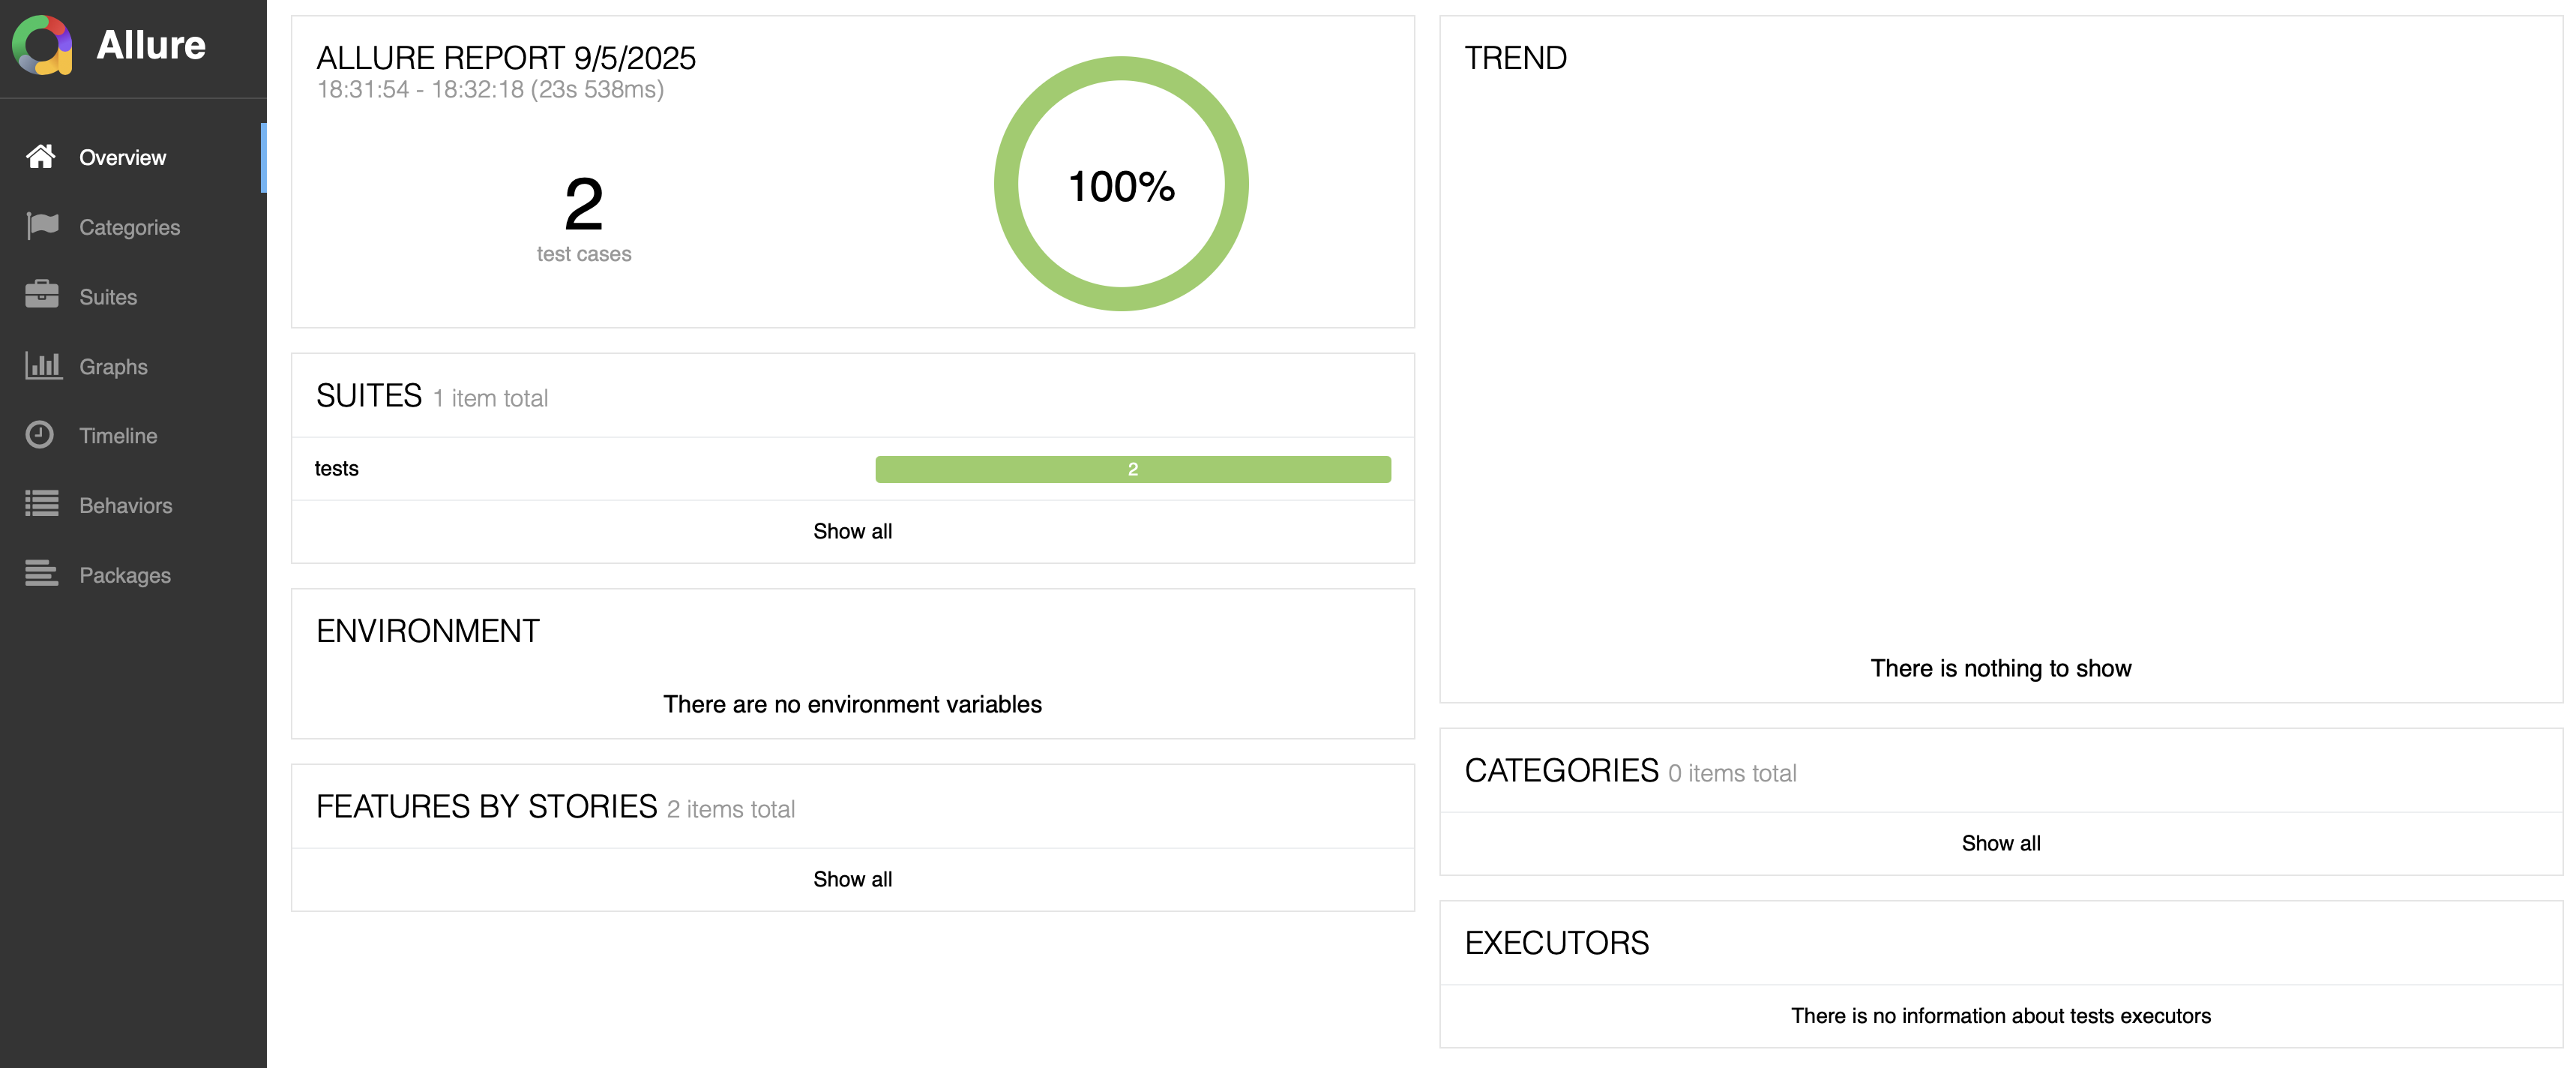 Allure
Overview
Categories
Suites
Graphs
Timeline
Behaviors
Packages
ALLURE REPORT 9/5/2025
18:31:54 - 18:32:18 (23s 538ms)
2
test cases
100%
SUITES 1 item total
tests 2
Show all
ENVIRONMENT
There are no environment variables
FEATURES BY STORIES 2 items total
Show all
TREND
There is nothing to show
CATEGORIES 0 items total
Show all
EXECUTORS
There is no information about tests executors